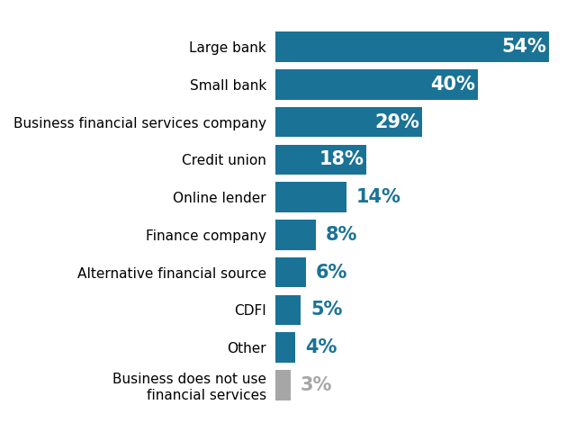 Large bank 54%
Small bank 40%
Business financial services company 29%
Credit union 18%
Online lender 14%
Finance company 8%
Alternative financial source 6%
CDFI 5%
Other 4%
Business does not use
financial services 3%